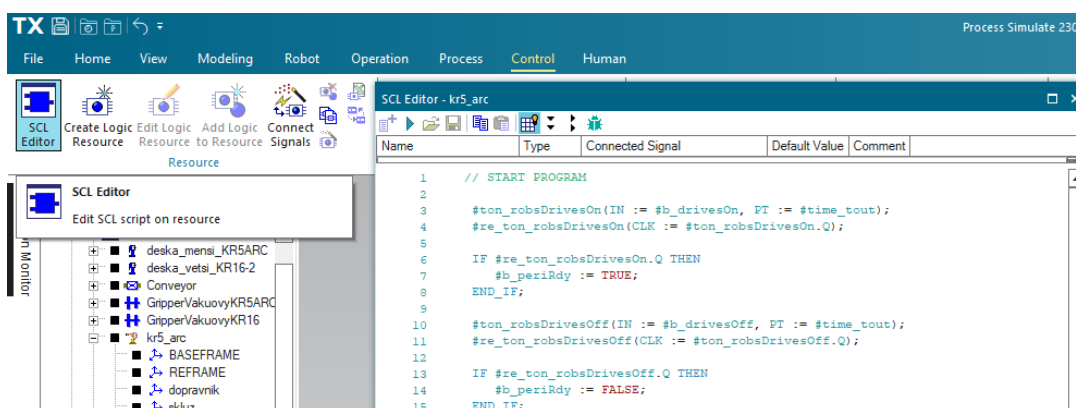 TX
Process Simulate 230
File Home View Modeling Robot Operation Process Control Human
SCL Editor
Create Logic Resource
Edit Logic Resource
Add Logic to Resource
Connect Signals
Resource
SCL Editor - kr5_arc
Name Type Connected Signal Default Value Comment
SCL Editor
Edit SCL script on resource
n Monitor
deska_mensi_KR5ARC
deska_vetsi_KR16-2
Conveyor
GripperVakuovyKR5ARC
GripperVakuovyKR16
kr5_arc
BASEFRAME
REFRAME
dopravnik
skluz
1 // START PROGRAM
2
3 #ton_robsDrivesOn(IN := #b_drivesOn, PT := #time_tout);
4 #re_ton_robsDrivesOn(CLK := #ton_robsDrivesOn.Q);
5
6 IF #re_ton_robsDrivesOn.Q THEN
7 #b_periRdy := TRUE;
8 END_IF;
9
10 #ton_robsDrivesOff(IN := #b_drivesOff, PT := #time_tout);
11 #re_ton_robsDrivesOff(CLK := #ton_robsDrivesOff.Q);
12
13 IF #re_ton_robsDrivesOff.Q THEN
14 #b_periRdy := FALSE;
15 END_IF;